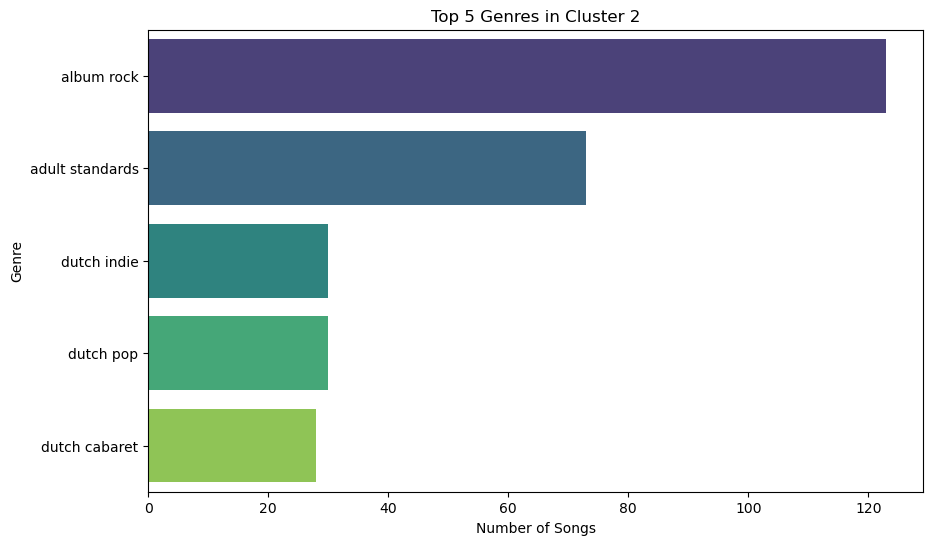 Top 5 Genres in Cluster 2
Genre
album rock
adult standards
dutch indie
dutch pop
dutch cabaret
0 20 40 60 80 100 120
Number of Songs